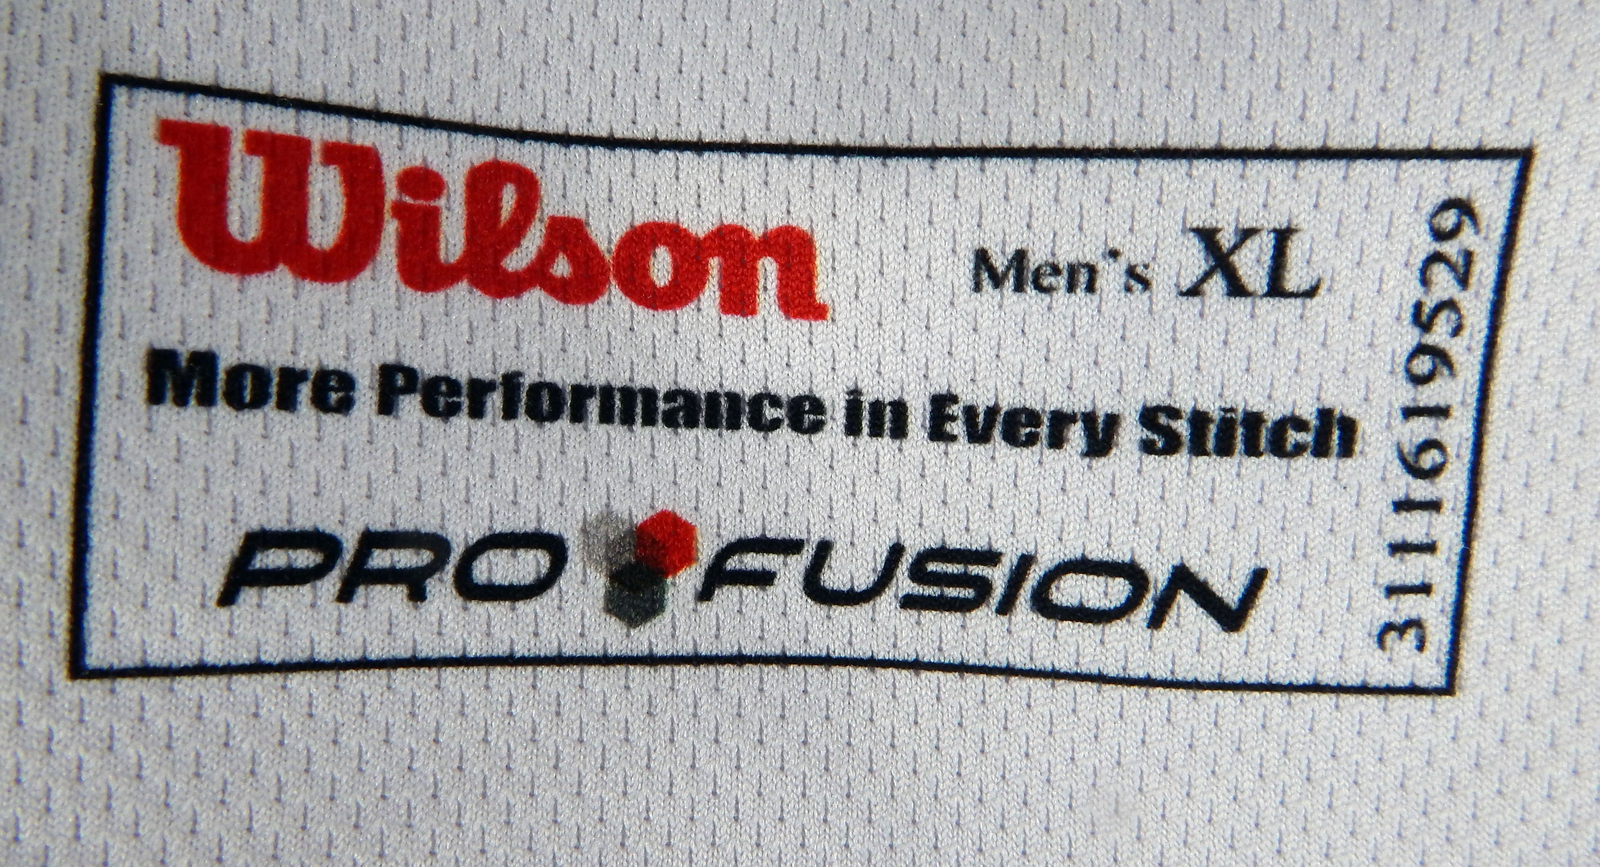 Wilson
Men's XL
More Performance in Every Stitch
PRO FUSION
3111619529